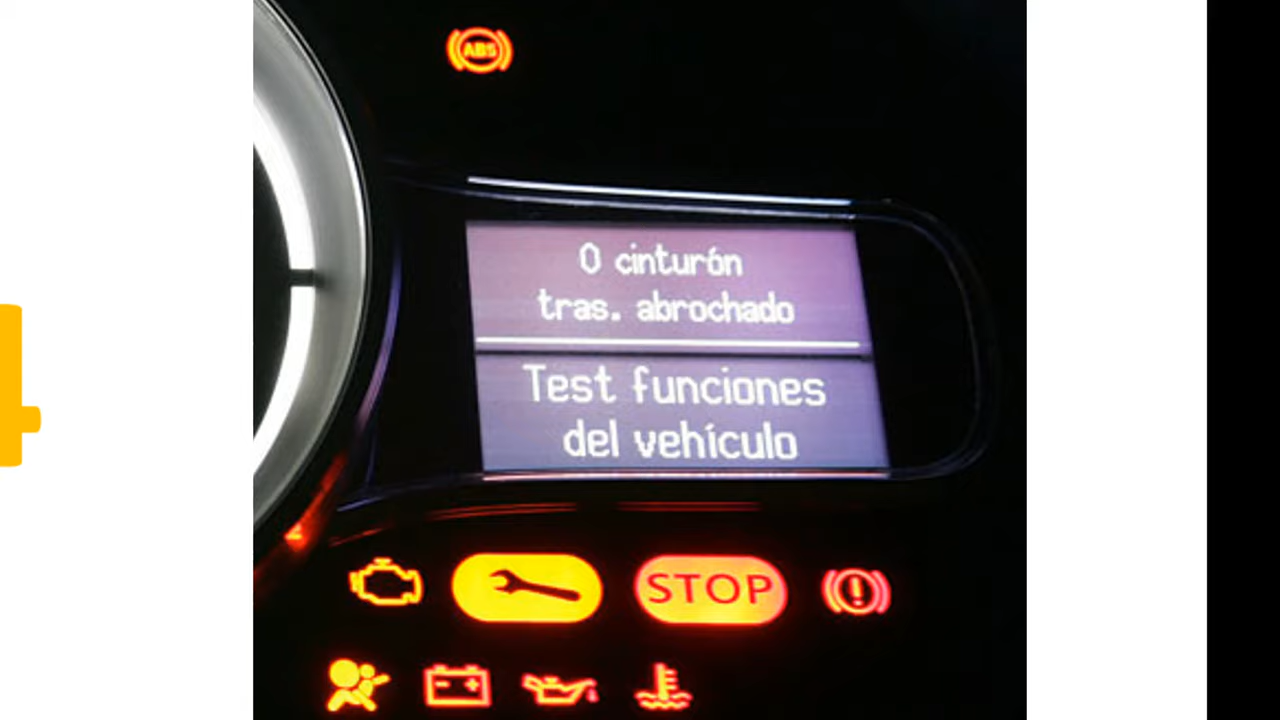 ABS
0 cinturón
tras. abrochado
Test funciones
del vehículo
STOP